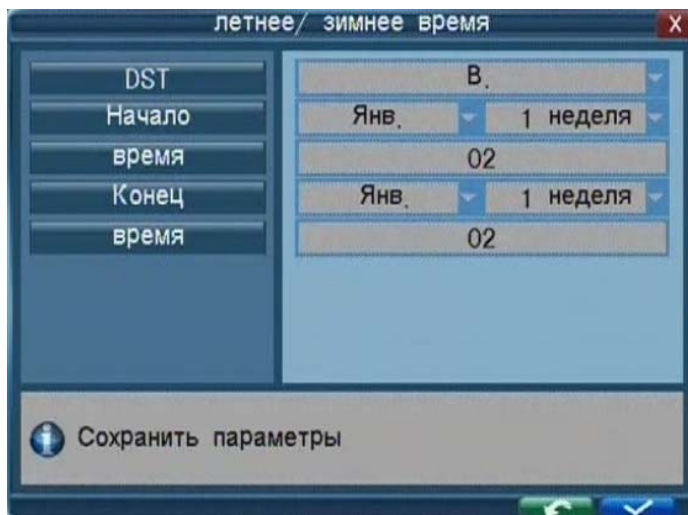 летнее/ зимнее время X
DST В.
Начало Янв. 1 неделя
время 02
Конец Янв. 1 неделя
время 02
Сохранить параметры